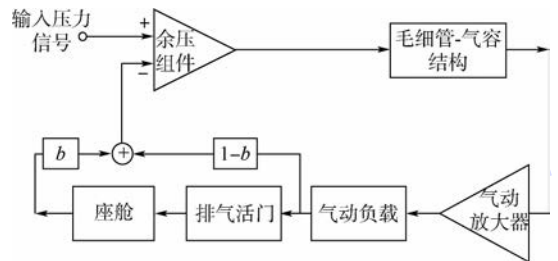 输入压力
信号
+
−
余压
组件
毛细管-气容
结构
b
+
1−b
座舱
排气活门
气动负载
气动
放大器